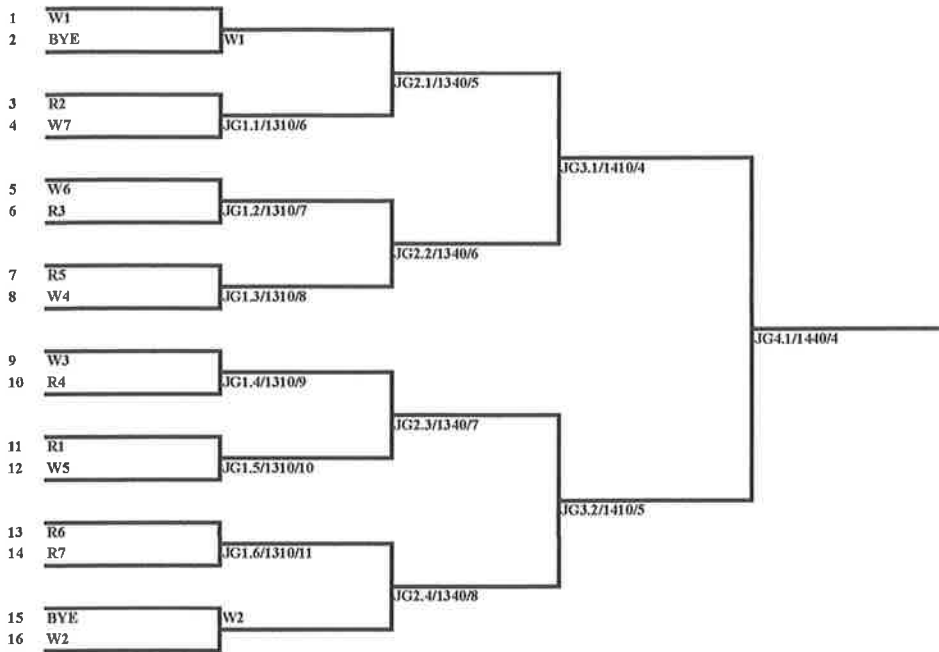 1 W1
2 BYE
W1
JG2.1/1340/5
3 R2
4 W7
JG1.1/1310/6
JG3.1/1410/4
5 W6
6 R3
JG1.2/1310/7
JG2.2/1340/6
7 R5
8 W4
JG1.3/1310/8
JG4.1/1440/4
9 W3
10 R4
JG1.4/1310/9
JG2.3/1340/7
11 R1
12 W5
JG1.5/1310/10
JG3.2/1410/5
13 R6
14 R7
JG1.6/1310/11
JG2.4/1340/8
15 BYE
16 W2
W2